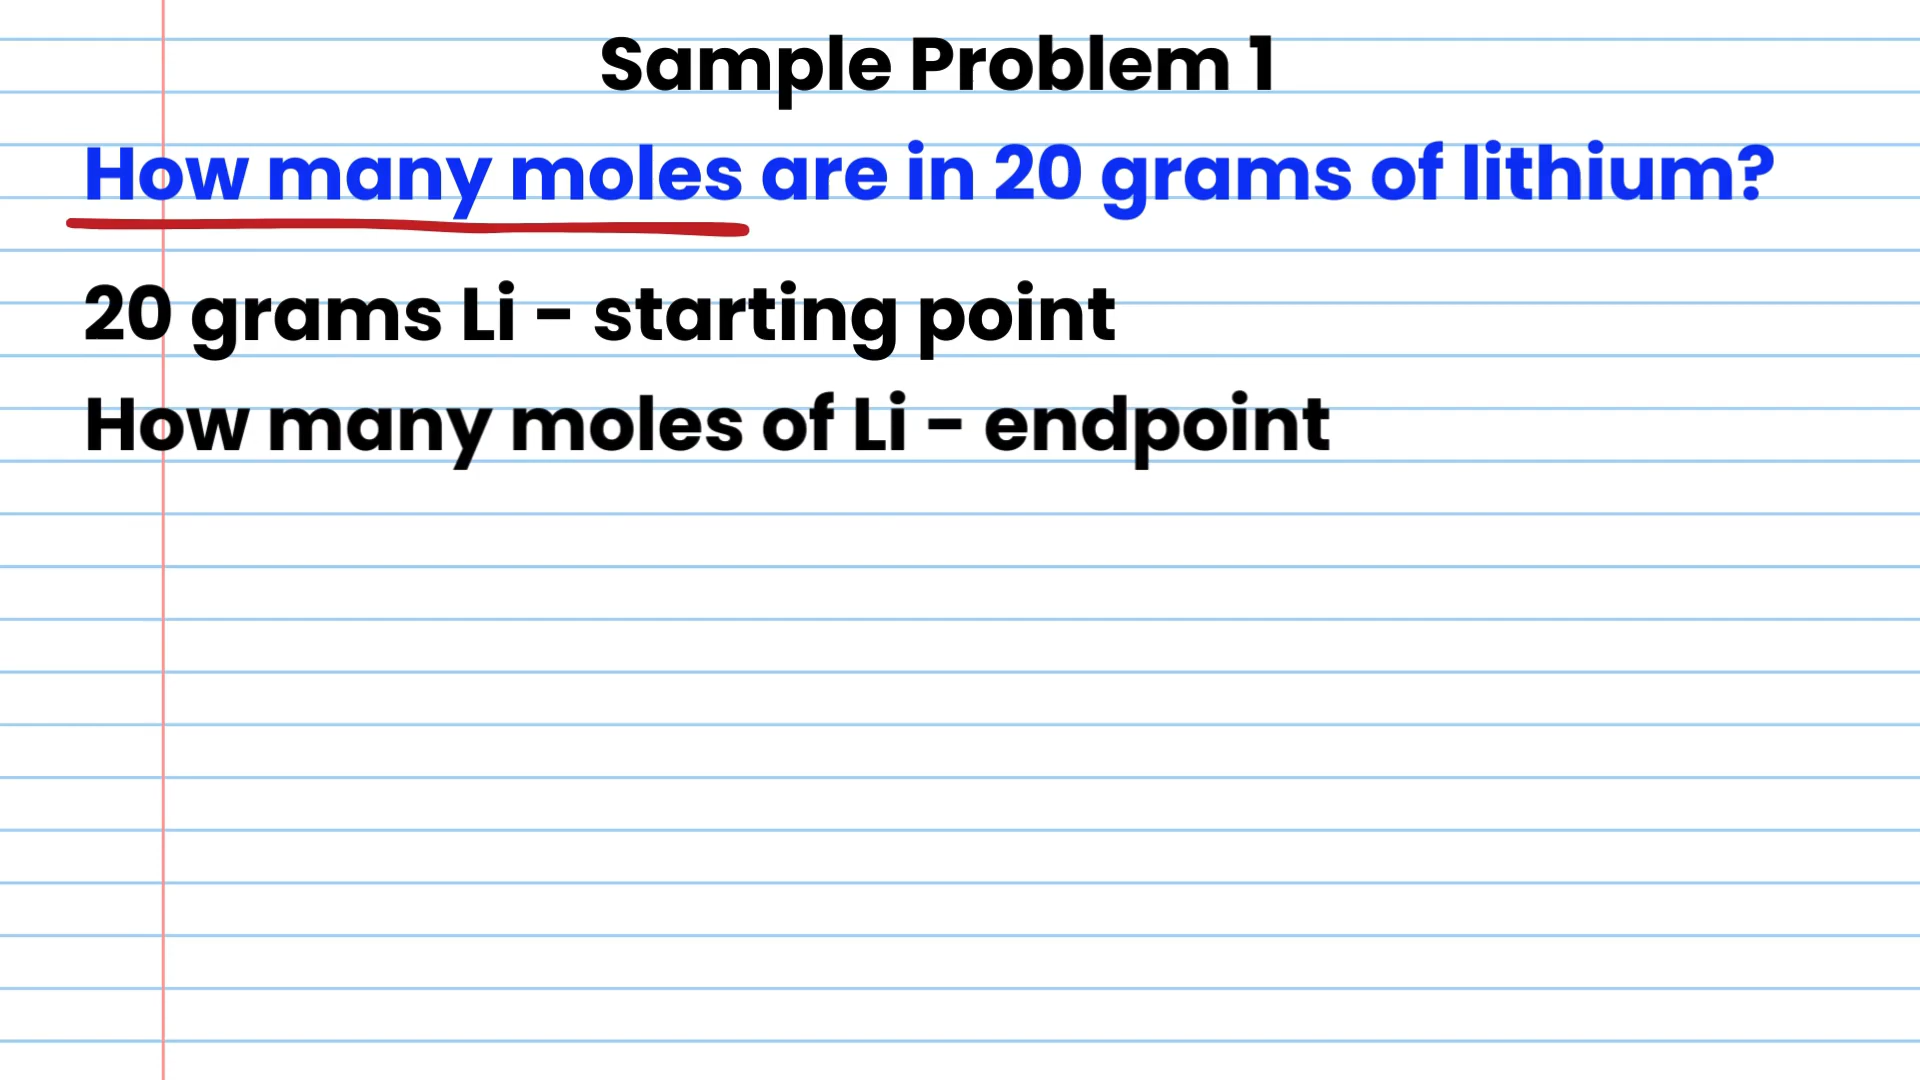 Sample Problem 1
How many moles are in 20 grams of lithium?
20 grams Li - starting point
How many moles of Li - endpoint